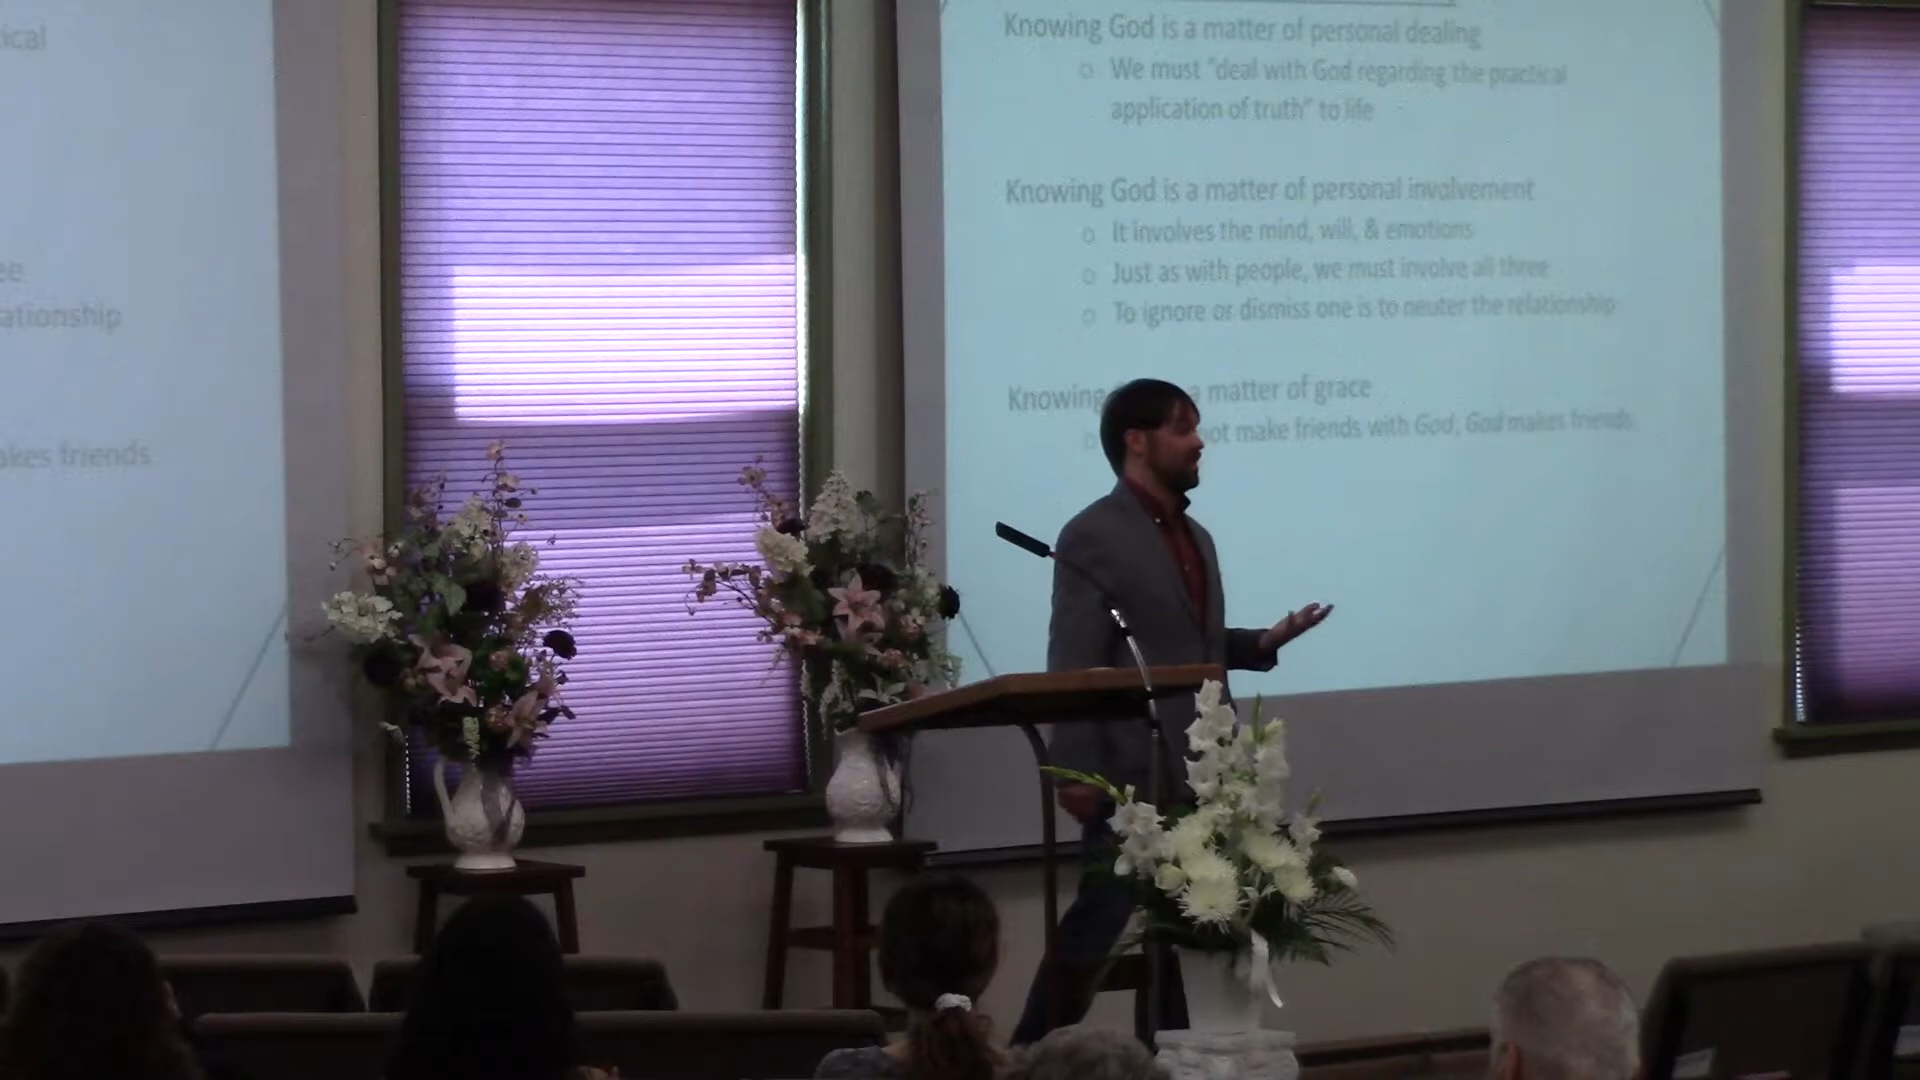 ical
ee
ationship
akes friends
Knowing God is a matter of personal dealing
o We must "deal with God regarding the practical
application of truth" to life
Knowing God is a matter of personal involvement
o It involves the mind, will, & emotions
o Just as with people, we must involve all three
o To ignore or dismiss one is to neuter the relationship
Knowing a matter of grace
not make friends with God; God makes friends